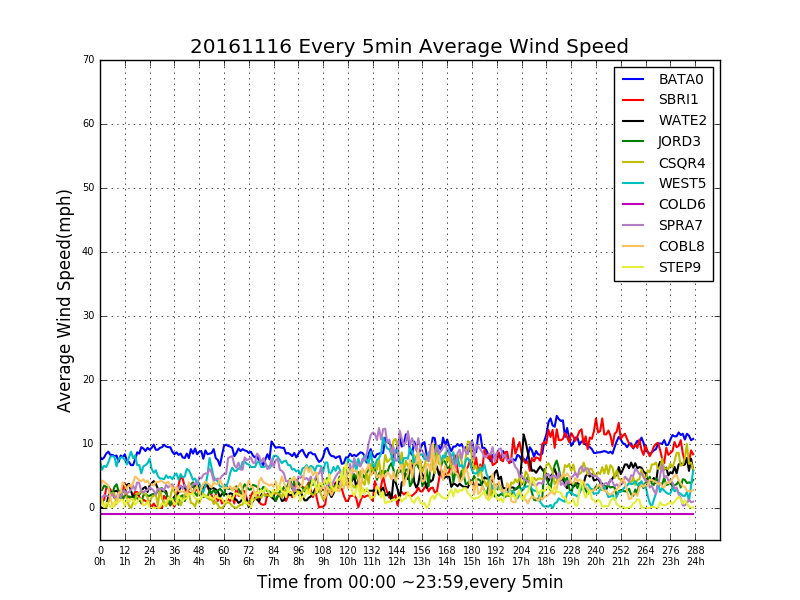 20161116 Every 5min Average Wind Speed
70
60
50
40
30
20
10
0
Average Wind Speed(mph)
BATA0
SBRI1
WATE2
JORD3
CSQR4
WEST5
COLD6
SPRA7
COBL8
STEP9
0 12 24 36 48 60 72 84 96 108 120 132 144 156 168 180 192 204 216 228 240 252 264 276 288
0h 1h 2h 3h 4h 5h 6h 7h 8h 9h 10h 11h 12h 13h 14h 15h 16h 17h 18h 19h 20h 21h 22h 23h 24h
Time from 00:00 ~23:59,every 5min